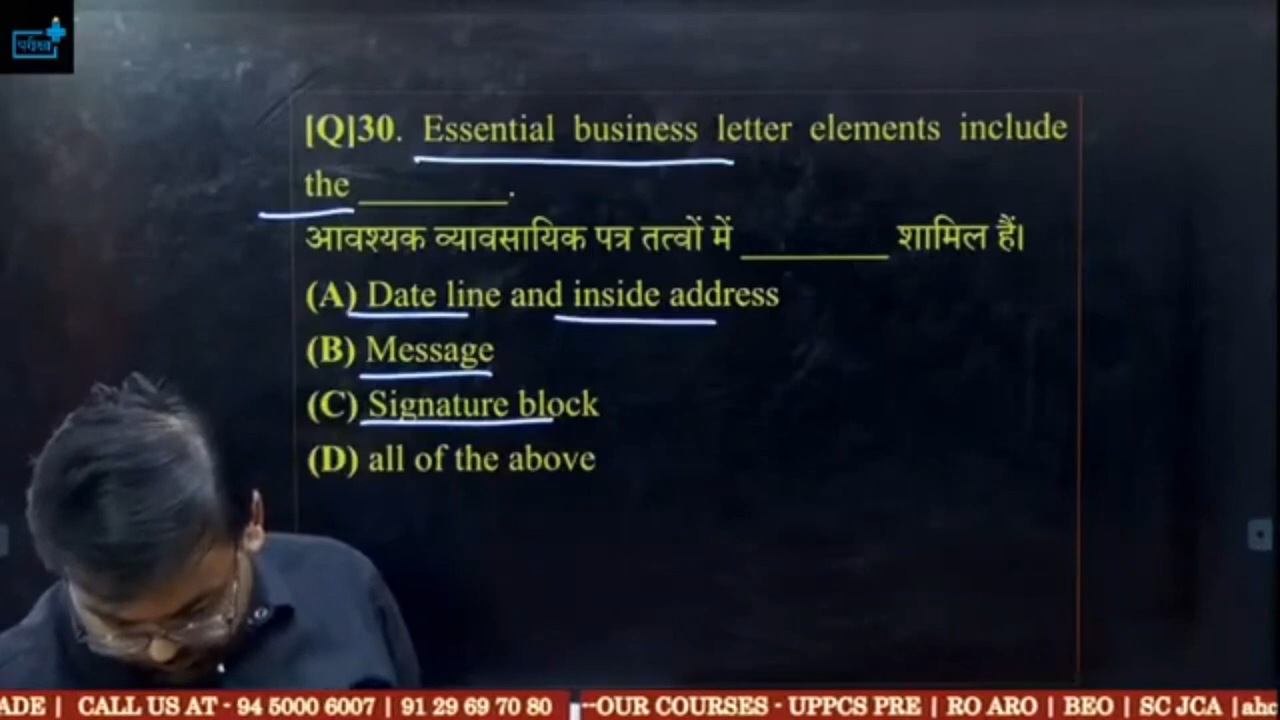 परीक्षा
[Q]30. Essential business letter elements include
the ________.
आवश्यक व्यावसायिक पत्र तत्वों में ________ शामिल हैं।
(A) Date line and inside address
(B) Message
(C) Signature block
(D) all of the above
ADE | CALL US AT - 94 5000 6007 | 91 29 69 70 80 --OUR COURSES - UPPCS PRE | RO ARO | BEO | SC JCA |